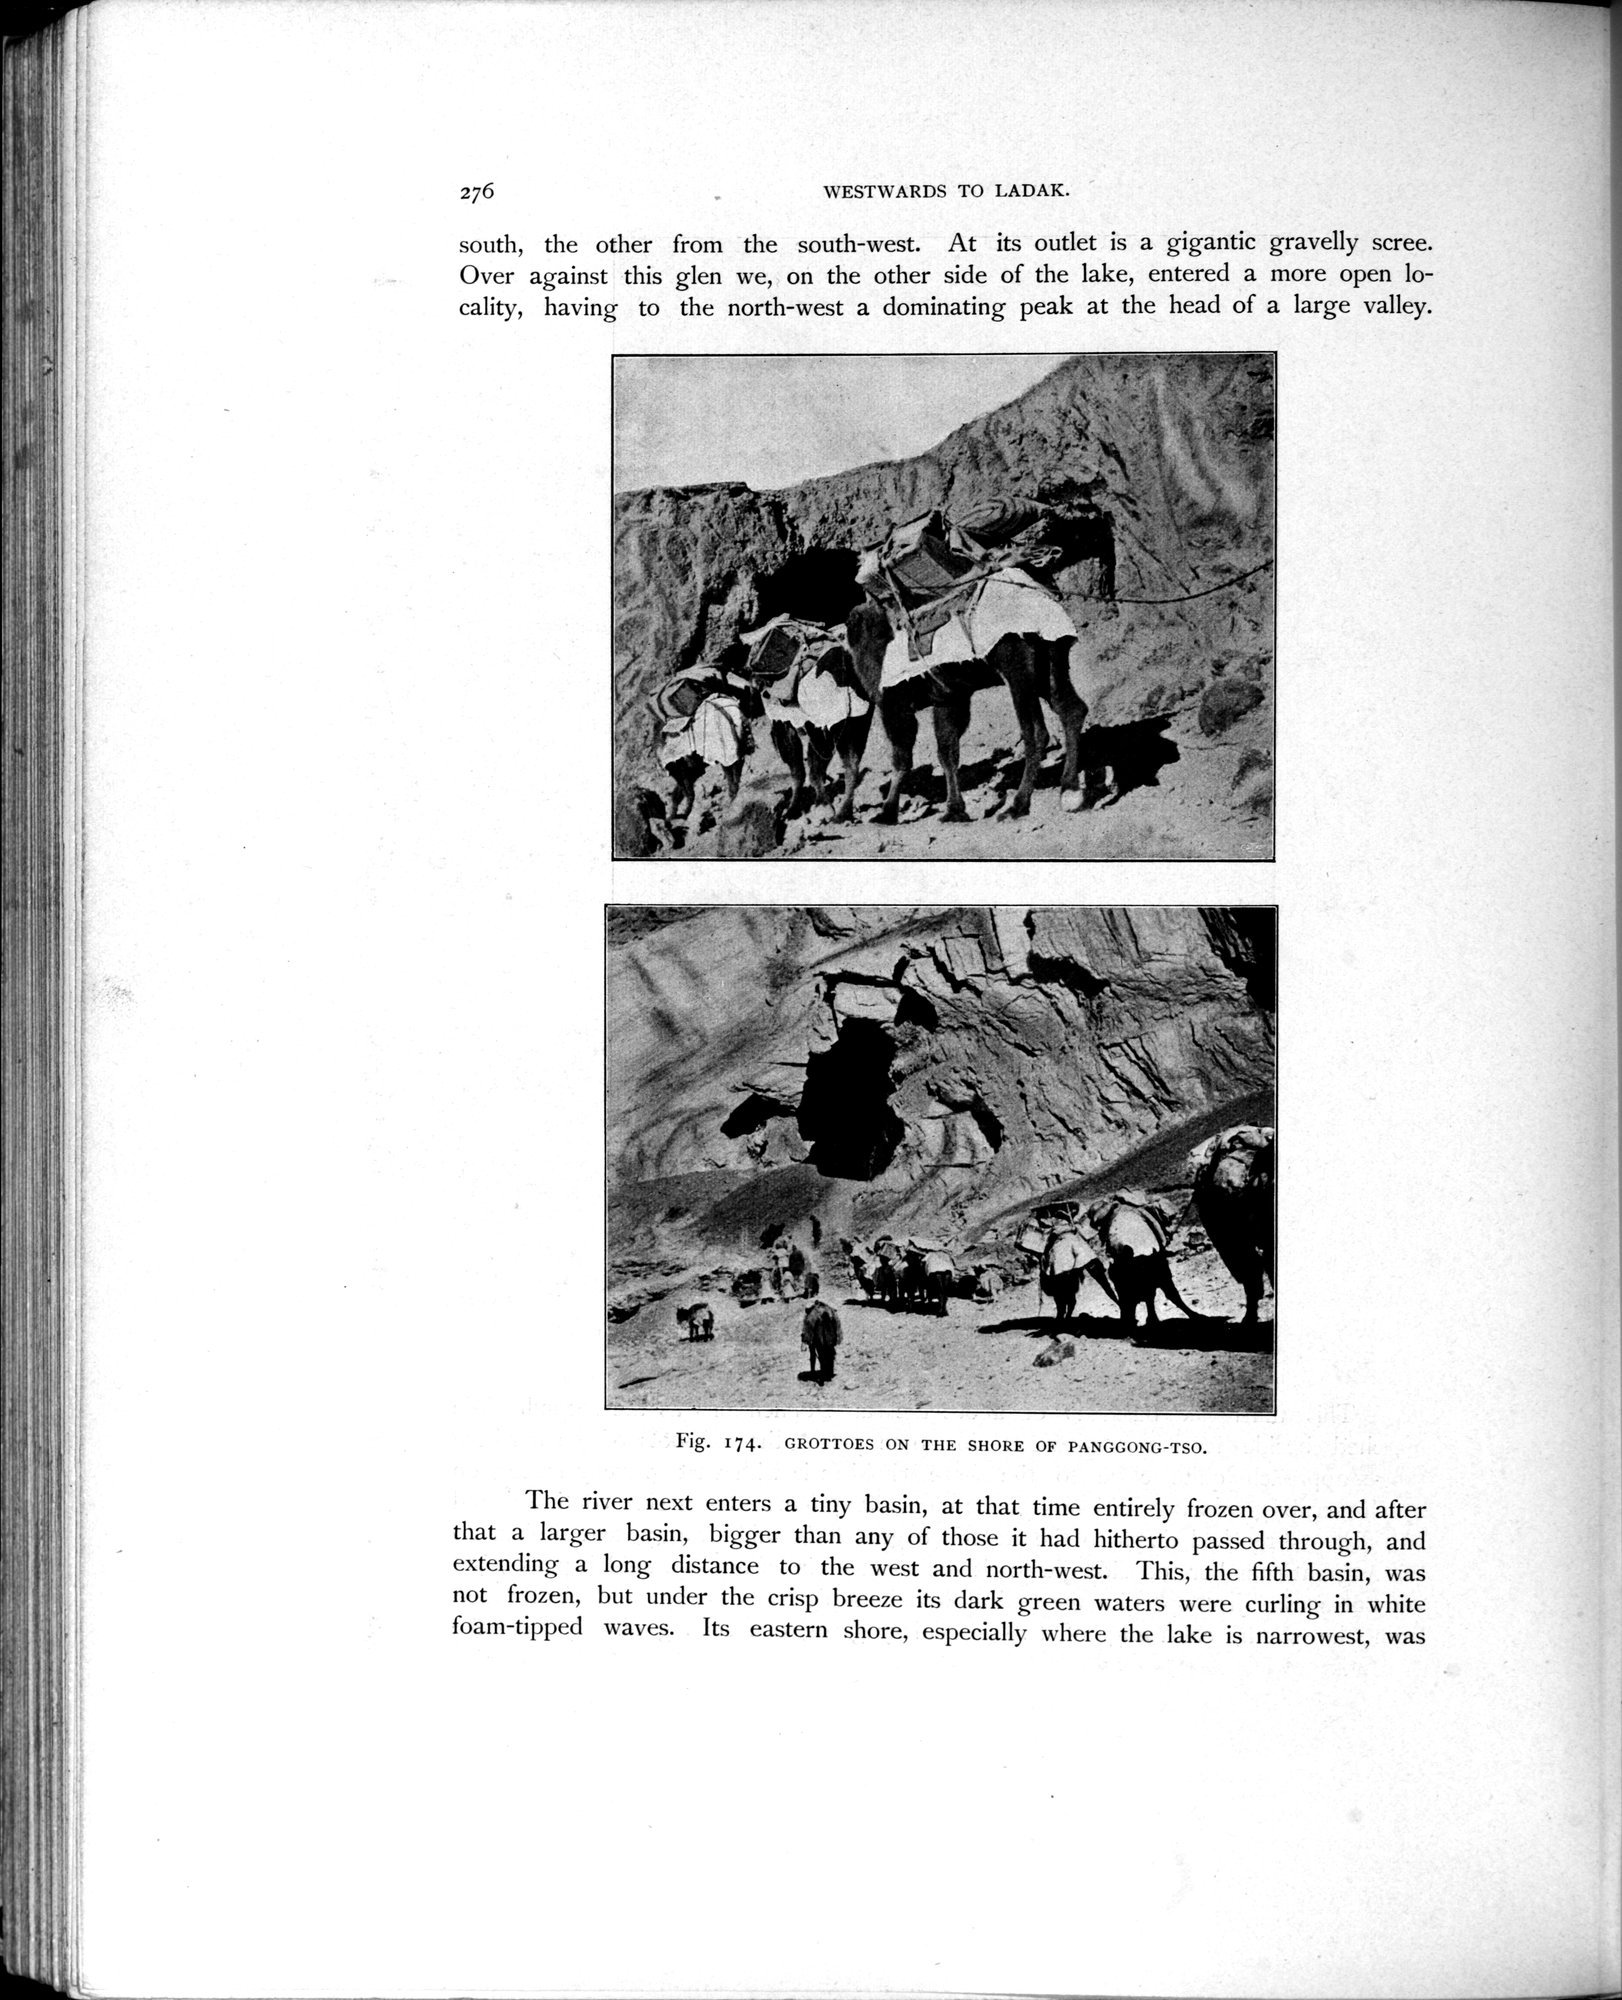 276
WESTWARDS TO LADAK.
south, the other from the south-west. At its outlet is a gigantic gravelly scree.
Over against this glen we, on the other side of the lake, entered a more open lo-
cality, having to the north-west a dominating peak at the head of a large valley.
Fig. 174. GROTTOES ON THE SHORE OF PANGGONG-TSO.
The river next enters a tiny basin, at that time entirely frozen over, and after
that a larger basin, bigger than any of those it had hitherto passed through, and
extending a long distance to the west and north-west. This, the fifth basin, was
not frozen, but under the crisp breeze its dark green waters were curling in white
foam-tipped waves. Its eastern shore, especially where the lake is narrowest, was